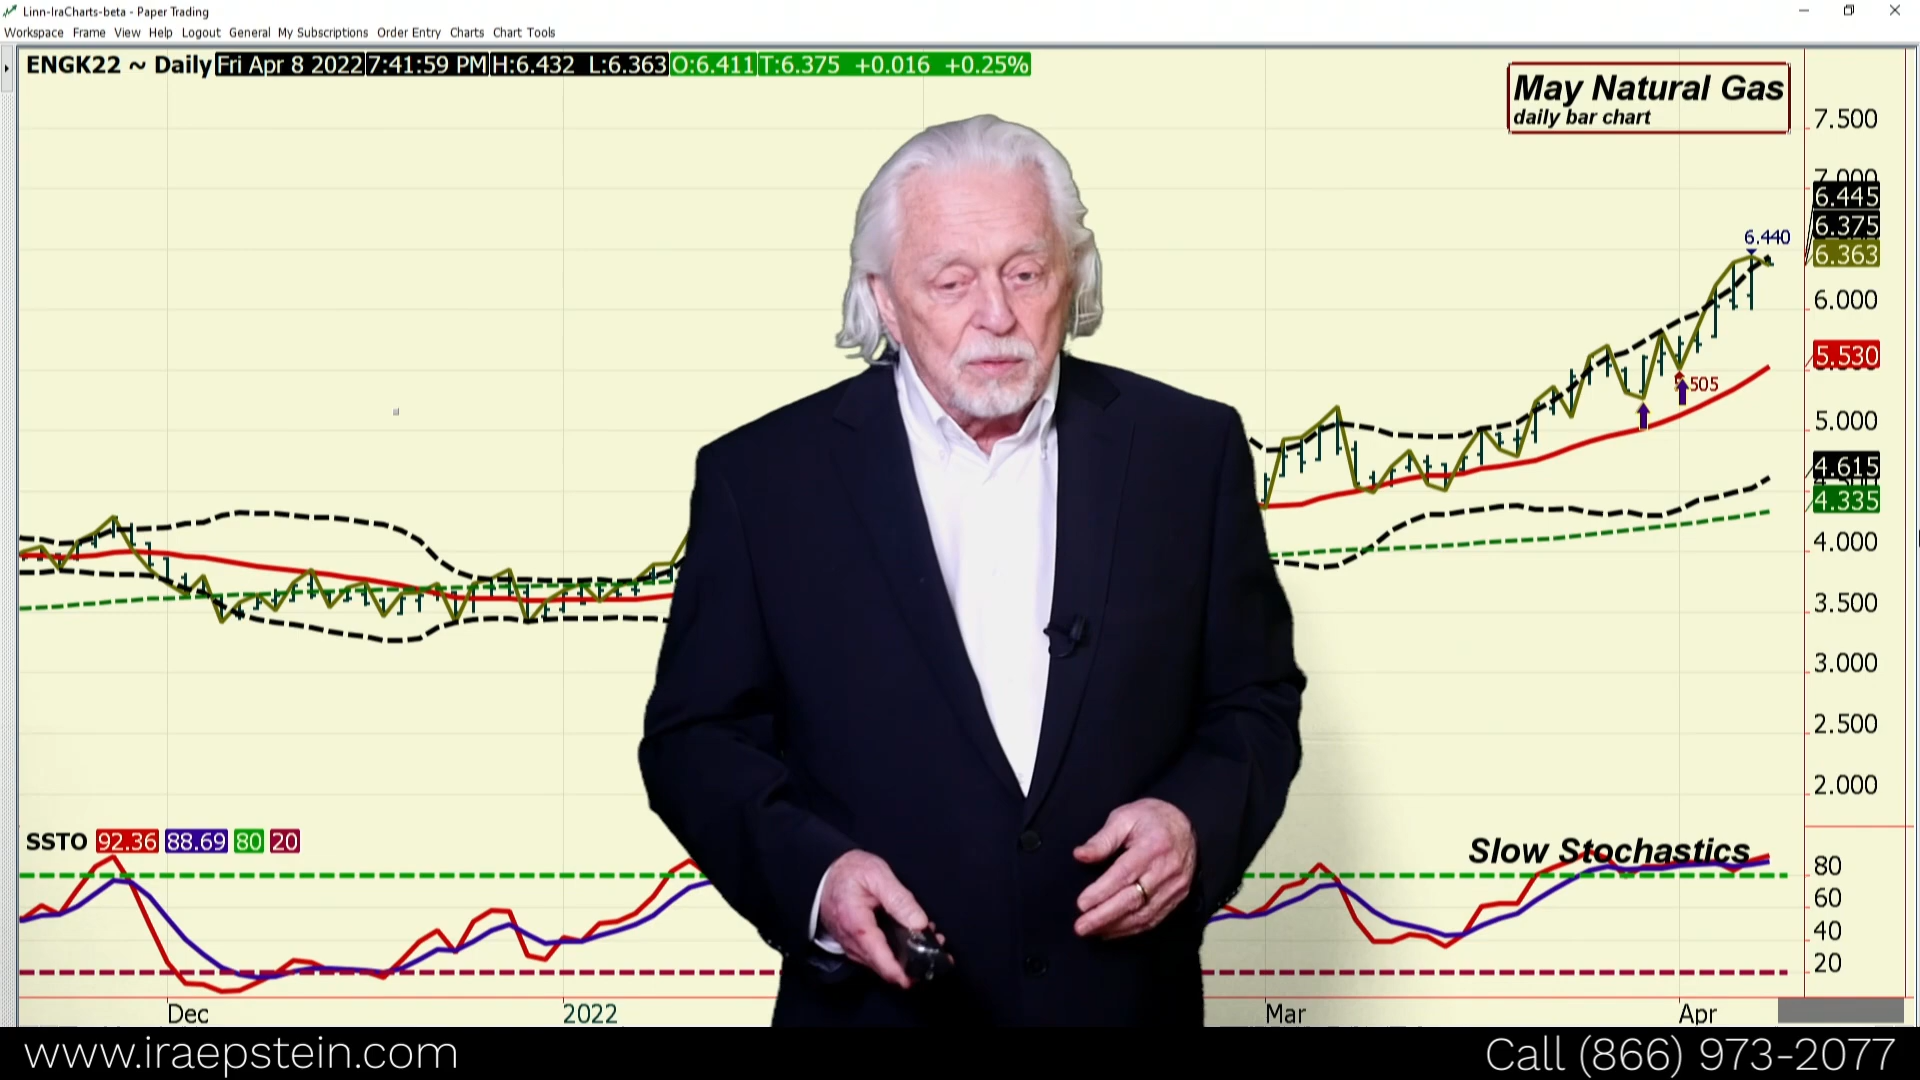 Linn-IraCharts-beta - Paper Trading
Workspace Frame View Help Logout General My Subscriptions Order Entry Charts Chart Tools
ENGK22 ~ Daily Fri Apr 8 2022 7:41:59 PM H:6.432 L:6.363 O:6.411 T:6.375 +0.016 +0.25%
May Natural Gas
daily bar chart
7.500
7.000
6.445
6.375
6.440
6.363
6.000
5.530
5.505
5.000
4.615
4.335
4.000
3.500
3.000
2.500
2.000
SSTO 92.36 88.69 80 20
Slow Stochastics
80
60
40
20
Dec 2022 Mar Apr
www.iraepstein.com Call (866) 973-2077